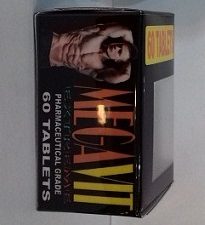 MEGAVIT
PHARMACEUTICAL GRADE
60 TABLETS
60 TABLETS